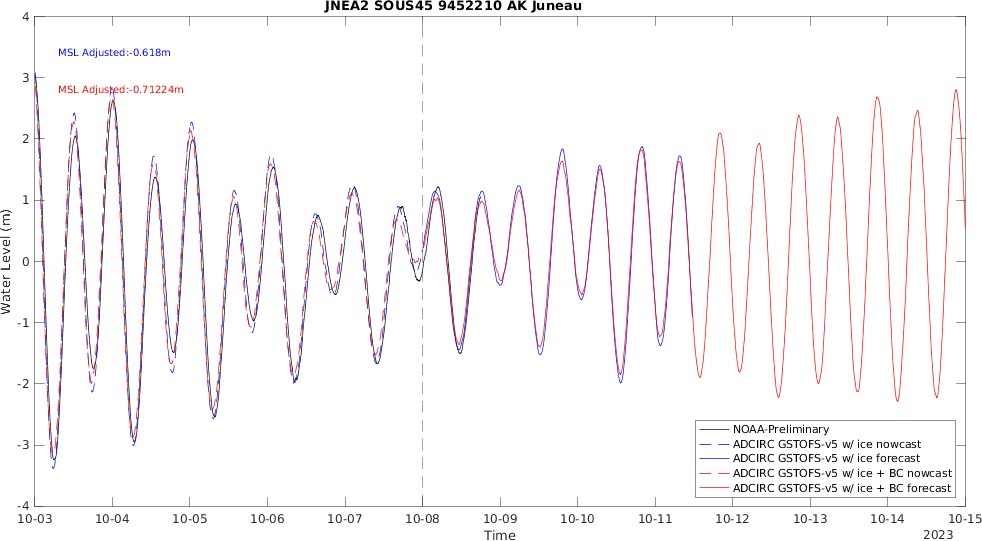 JNEA2 SOUS45 9452210 AK Juneau
MSL Adjusted:-0.618m
MSL Adjusted:-0.71224m
Water Level (m)
4
3
2
1
0
-1
-2
-3
-4
10-03
10-04
10-05
10-06
10-07
10-08
10-09
10-10
10-11
10-12
10-13
10-14
10-15
Time
2023
NOAA-Preliminary
ADCIRC GSTOFS-v5 w/ ice nowcast
ADCIRC GSTOFS-v5 w/ ice forecast
ADCIRC GSTOFS-v5 w/ ice + BC nowcast
ADCIRC GSTOFS-v5 w/ ice + BC forecast